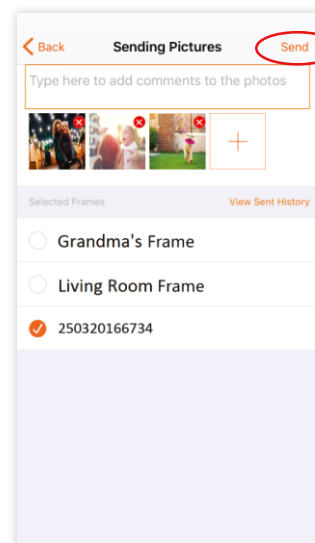 Back Sending Pictures Send
Type here to add comments to the photos
Selected Frames View Sent History
Grandma's Frame
Living Room Frame
250320166734